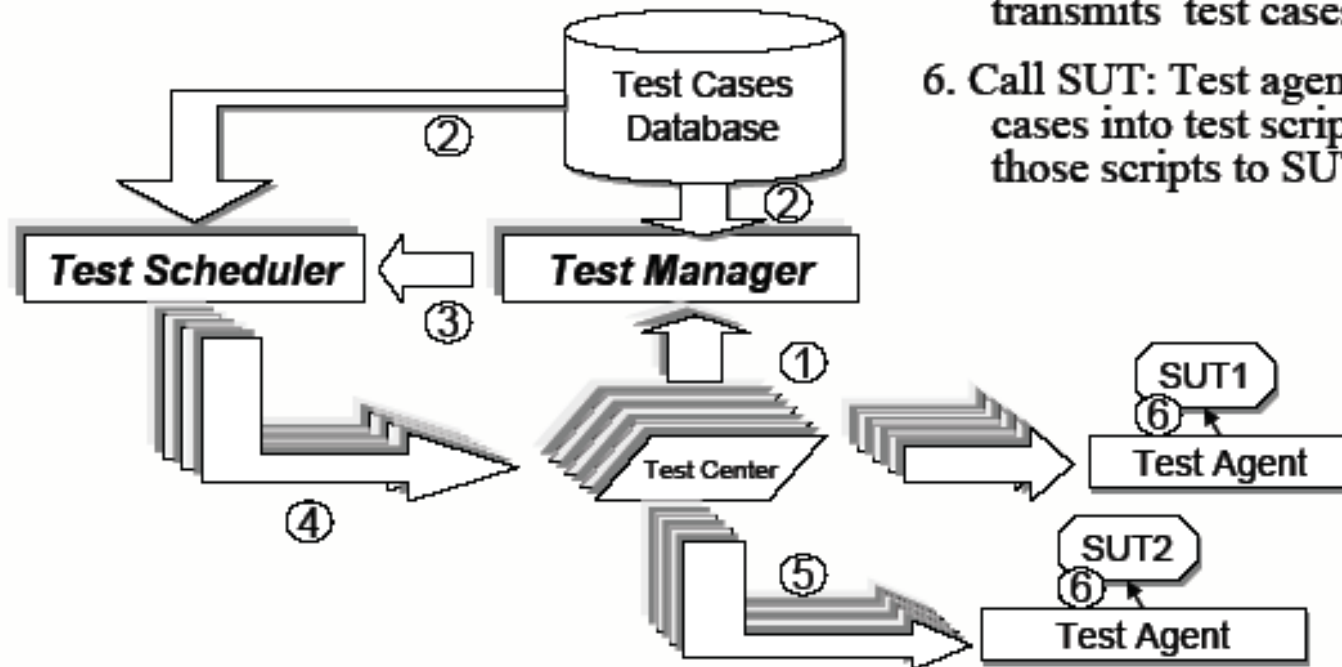 transmits test cases
6. Call SUT: Test agen
cases into test scrip
those scripts to SU
Test Cases
Database
②
②
Test Scheduler
Test Manager
③
①
SUT1
⑥
Test Center
Test Agent
④
SUT2
⑤
⑥
Test Agent